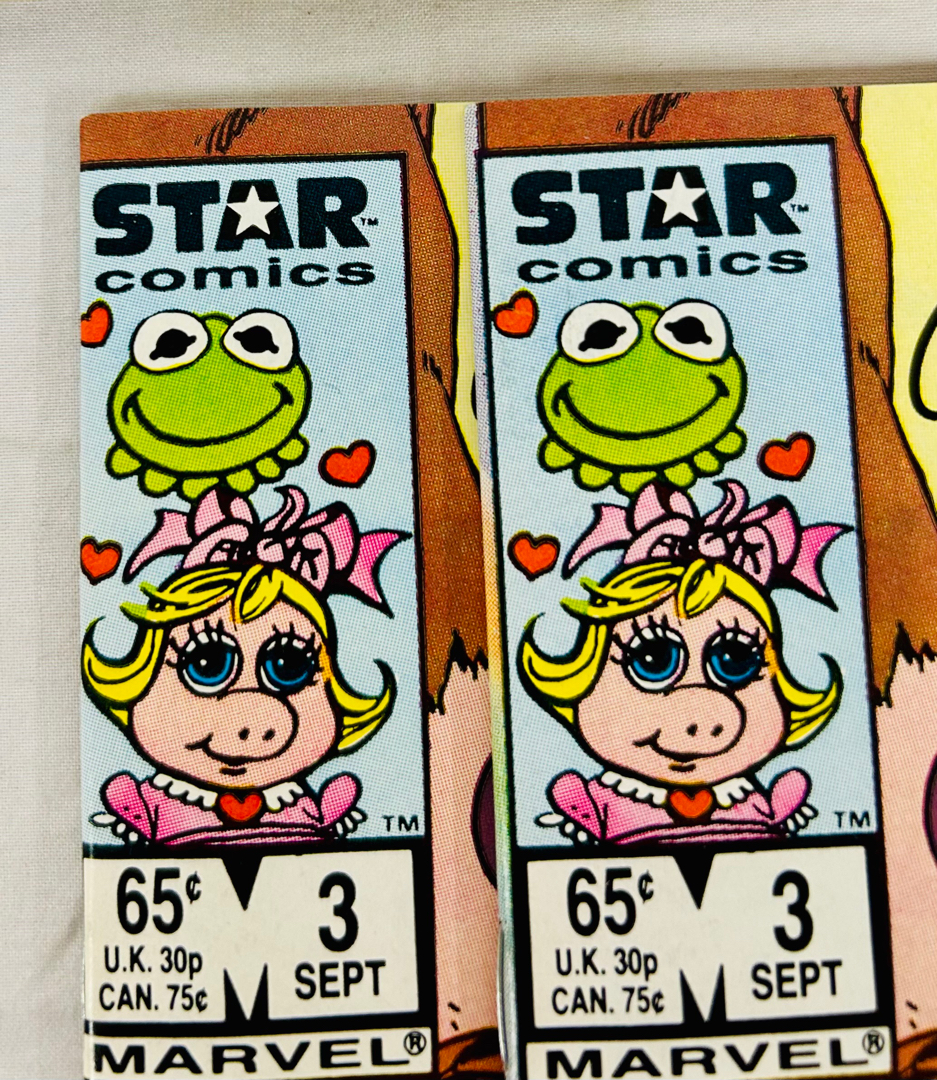 STAR™
comics
TM
65¢
U.K. 30p
CAN. 75¢
3
SEPT
MARVEL®
STAR™
comics
TM
65¢
U.K. 30p
CAN. 75¢
3
SEPT
MARVEL®